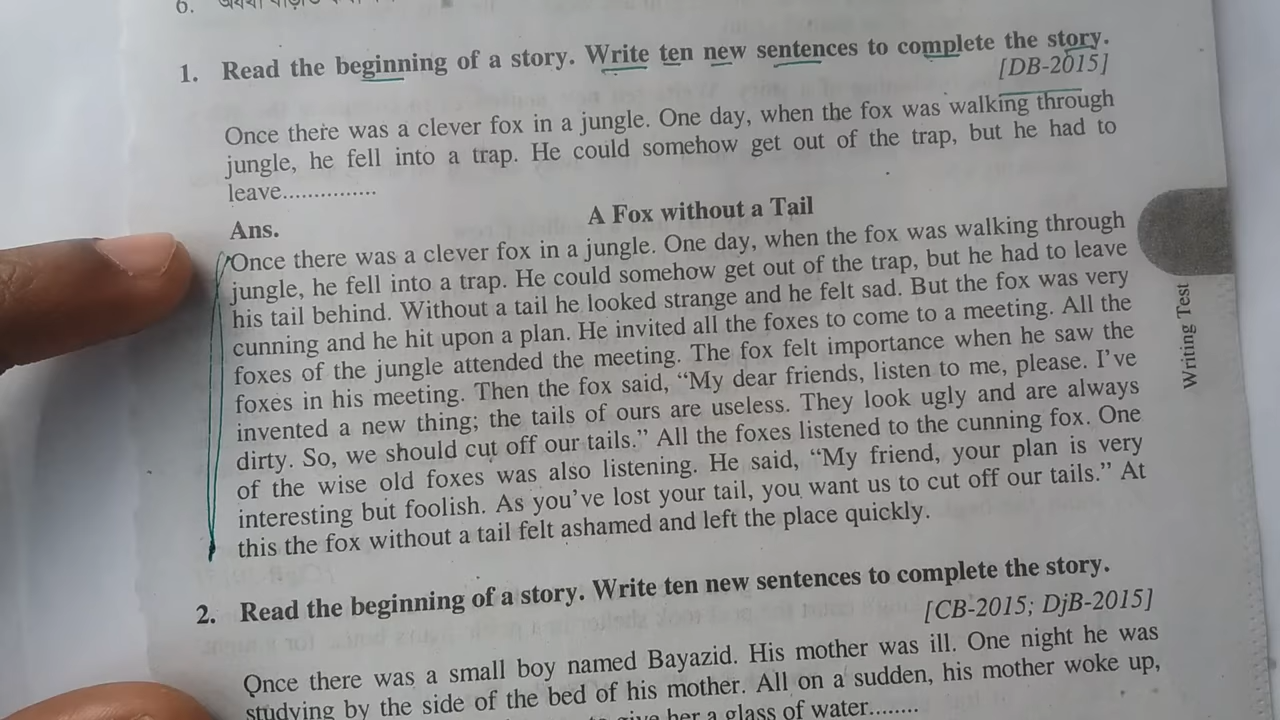 6.
1. Read the beginning of a story. Write ten new sentences to complete the story.
[DB-2015]
Once there was a clever fox in a jungle. One day, when the fox was walking through
jungle, he fell into a trap. He could somehow get out of the trap, but he had to
leave...............
Ans. A Fox without a Tail
Once there was a clever fox in a jungle. One day, when the fox was walking through
jungle, he fell into a trap. He could somehow get out of the trap, but he had to leave
his tail behind. Without a tail he looked strange and he felt sad. But the fox was very
cunning and he hit upon a plan. He invited all the foxes to come to a meeting. All the
foxes of the jungle attended the meeting. The fox felt importance when he saw the
foxes in his meeting. Then the fox said, “My dear friends, listen to me, please. I’ve
invented a new thing; the tails of ours are useless. They look ugly and are always
dirty. So, we should cut off our tails.” All the foxes listened to the cunning fox. One
of the wise old foxes was also listening. He said, “My friend, your plan is very
interesting but foolish. As you’ve lost your tail, you want us to cut off our tails.” At
this the fox without a tail felt ashamed and left the place quickly.
Writing Test
2. Read the beginning of a story. Write ten new sentences to complete the story.
[CB-2015; DjB-2015]
Once there was a small boy named Bayazid. His mother was ill. One night he was
studying by the side of the bed of his mother. All on a sudden, his mother woke up,
give her a glass of water........